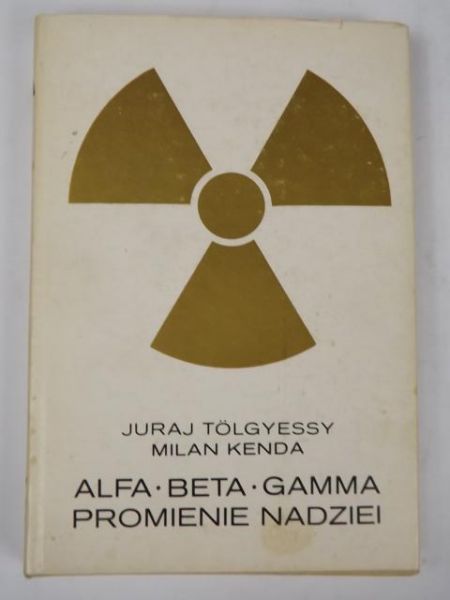 JURAJ TÖLGYESSY
MILAN KENDA
ALFA · BETA · GAMMA
PROMIENIE NADZIEI